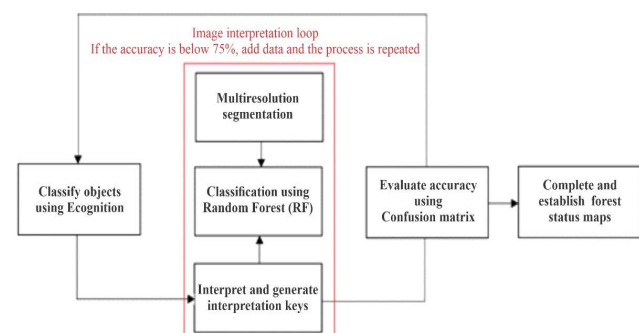 Image interpretation loop
If the accuracy is below 75%, add data and the process is repeated
Multiresolution
segmentation
Classify objects
using Ecognition
Classification using
Random Forest (RF)
Evaluate accuracy
using
Confusion matrix
Complete and
establish forest
status maps
Interpret and generate
interpretation keys